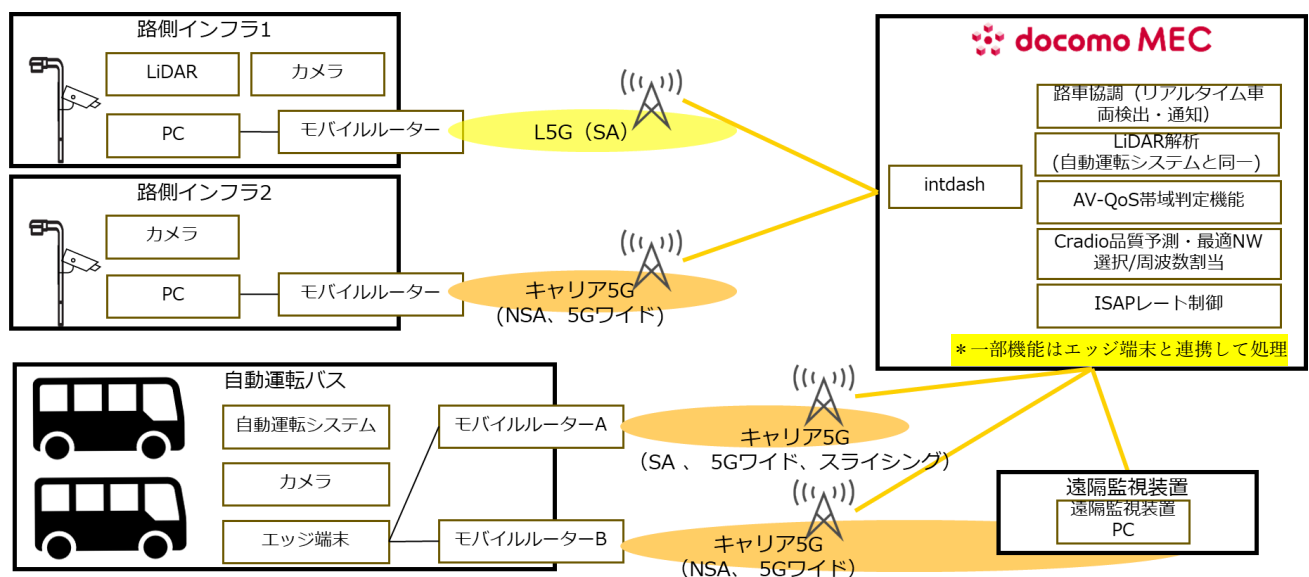 路側インフラ1
LiDAR
カメラ
PC
モバイルルーター
L5G（SA）
路側インフラ2
カメラ
PC
モバイルルーター
キャリア5G
(NSA、5Gワイド）
docomo MEC
intdash
路車協調（リアルタイム車
両検出・通知）
LiDAR解析
(自動運転システムと同一)
AV-QoS帯域判定機能
Cradio品質予測・最適NW
選択/周波数割当
ISAPレート制御
＊一部機能はエッジ端末と連携して処理
自動運転バス
自動運転システム
カメラ
エッジ端末
モバイルルーターA
モバイルルーターB
キャリア5G
（SA 、 5Gワイド、スライシング）
キャリア5G
（NSA、 5Gワイド）
遠隔監視装置
遠隔監視装置
PC